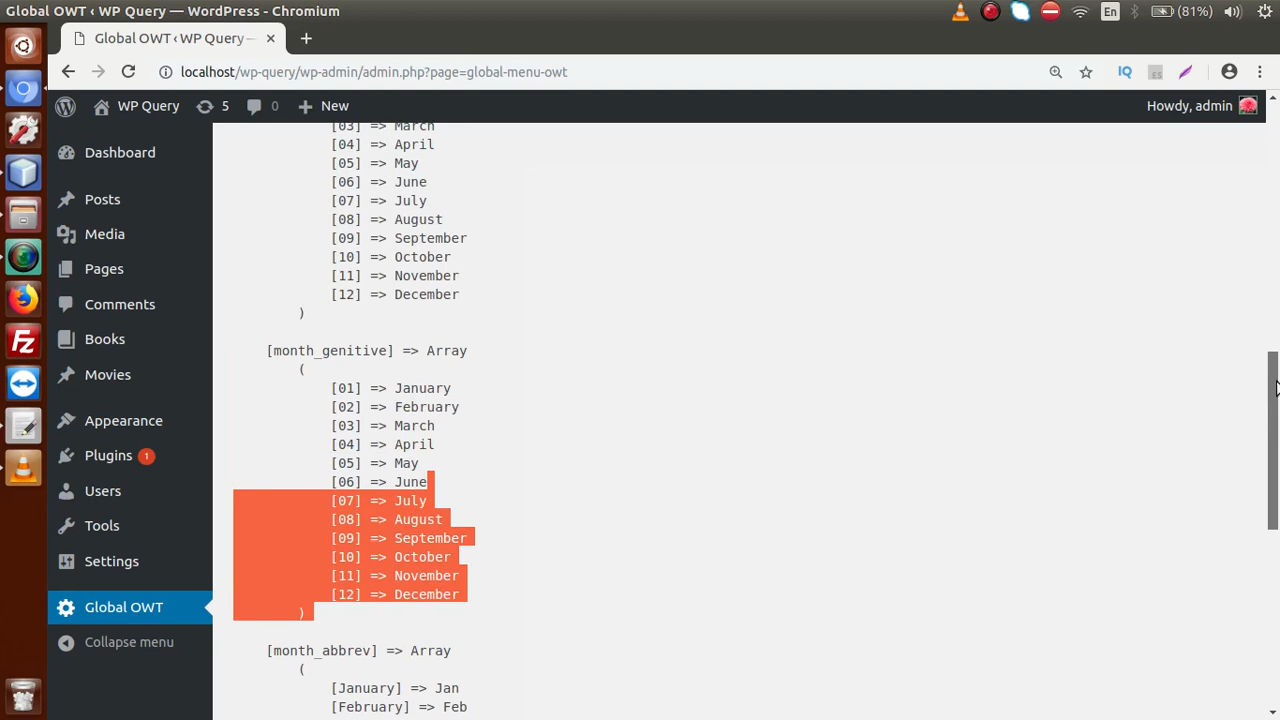 Global OWT ‹ WP Query — WordPress - Chromium
En
(81%)
Global OWT ‹ WP Query —
localhost/wp-query/wp-admin/admin.php?page=global-menu-owt
IQ
ES
WP Query
5
0
New
Howdy, admin
Dashboard
Posts
Media
Pages
Comments
Books
Movies
Appearance
Plugins 1
Users
Tools
Settings
Global OWT
Collapse menu
[03] => March
[04] => April
[05] => May
[06] => June
[07] => July
[08] => August
[09] => September
[10] => October
[11] => November
[12] => December
)
[month_genitive] => Array
(
[01] => January
[02] => February
[03] => March
[04] => April
[05] => May
[06] => June
[07] => July
[08] => August
[09] => September
[10] => October
[11] => November
[12] => December
)
[month_abbrev] => Array
(
[January] => Jan
[February] => Feb
Fz